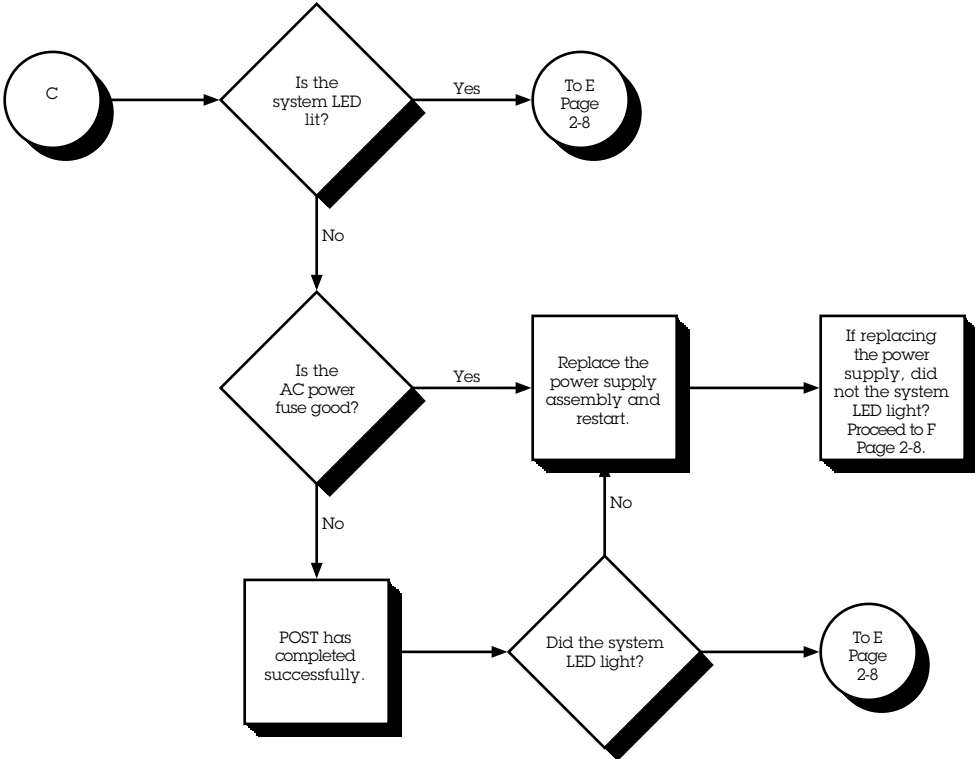 C
Is the
system LED
lit?
Yes
To E
Page
2-8
No
Is the
AC power
fuse good?
Yes
Replace the
power supply
assembly and
restart.
If replacing
the power
supply, did
not the system
LED light?
Proceed to F
Page 2-8.
No
No
POST has
completed
successfully.
Did the system
LED light?
To E
Page
2-8